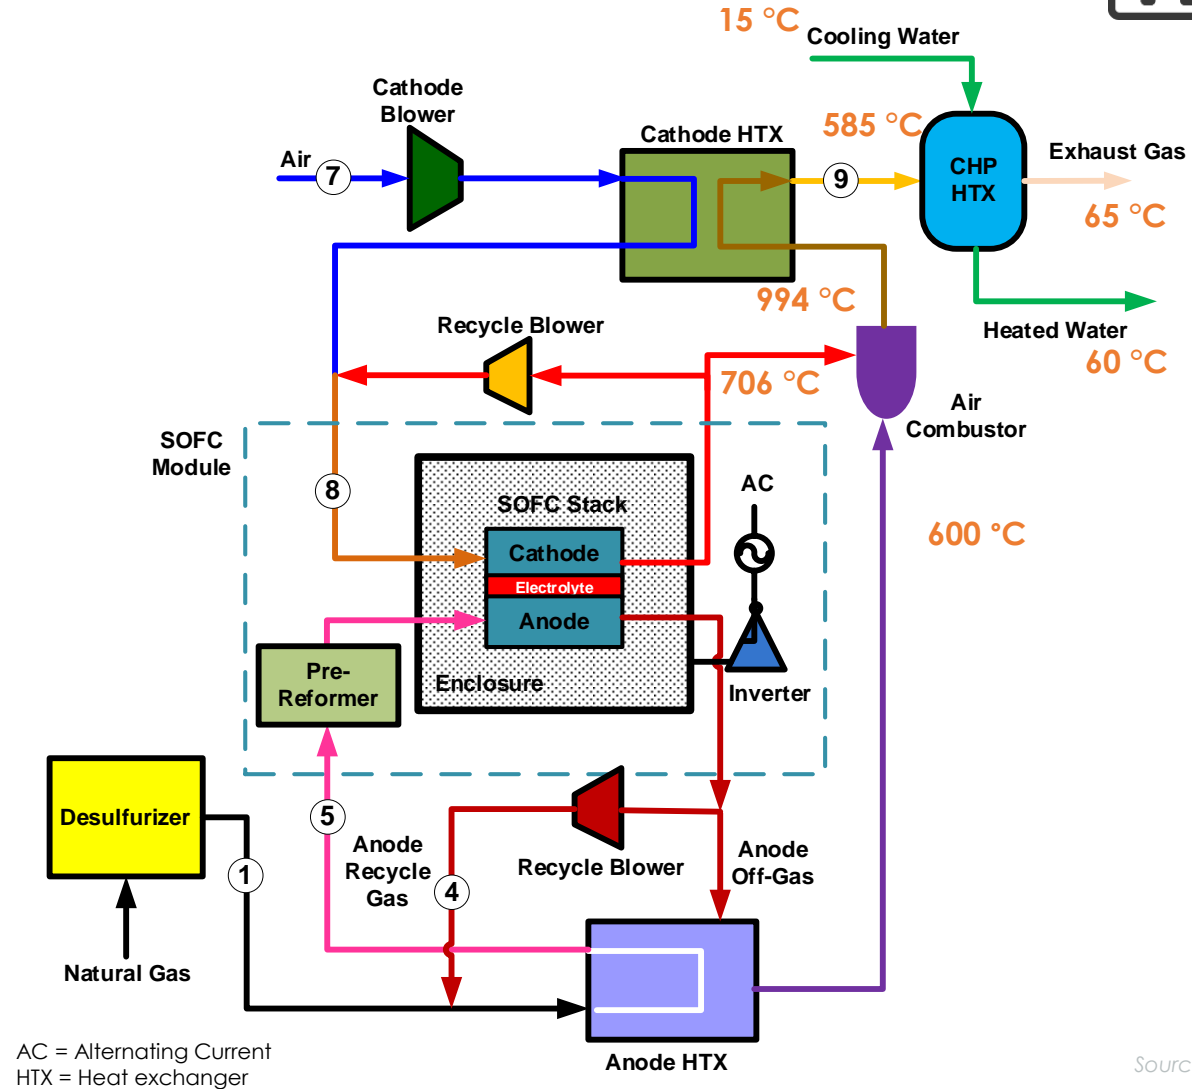 15 °C
Cooling Water
Cathode
Blower
Cathode HTX
585 °C
Air
7
9
CHP
HTX
Exhaust Gas
65 °C
994 °C
Recycle Blower
Heated Water
60 °C
706 °C
Air
Combustor
SOFC
Module
8
SOFC Stack
AC
Cathode
Electrolyte
Anode
600 °C
Pre-
Reformer
Enclosure
Inverter
Desulfurizer
5
1
Anode
Recycle
Gas
4
Recycle Blower
Anode
Off-Gas
Natural Gas
Anode HTX
AC = Alternating Current
HTX = Heat exchanger